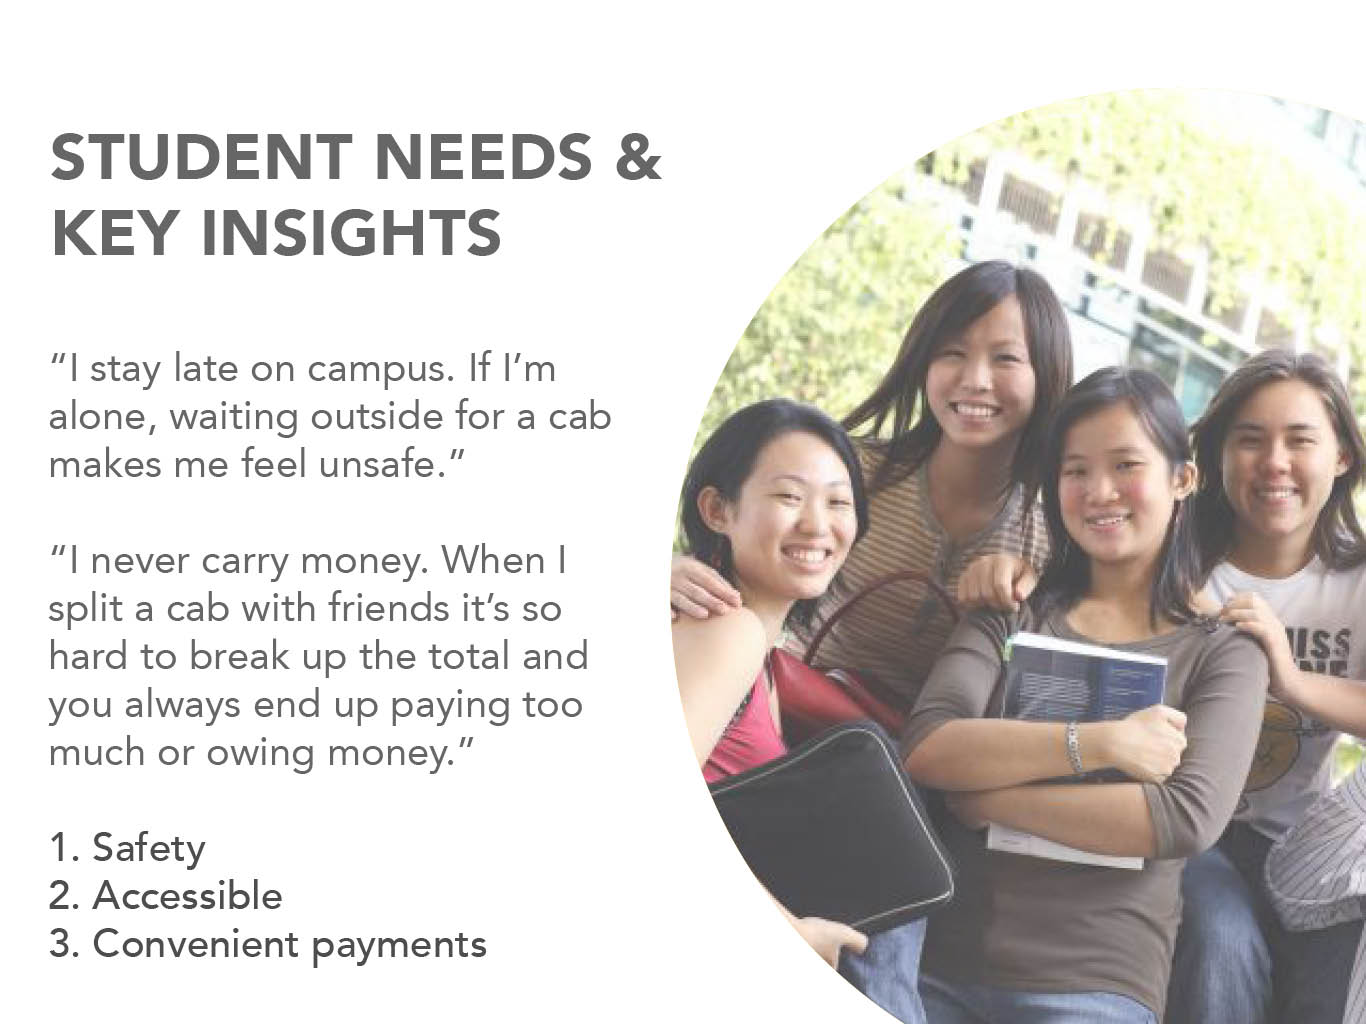 STUDENT NEEDS &
KEY INSIGHTS
“I stay late on campus. If I’m
alone, waiting outside for a cab
makes me feel unsafe.”
“I never carry money. When I
split a cab with friends it’s so
hard to break up the total and
you always end up paying too
much or owing money.”
1. Safety
2. Accessible
3. Convenient payments